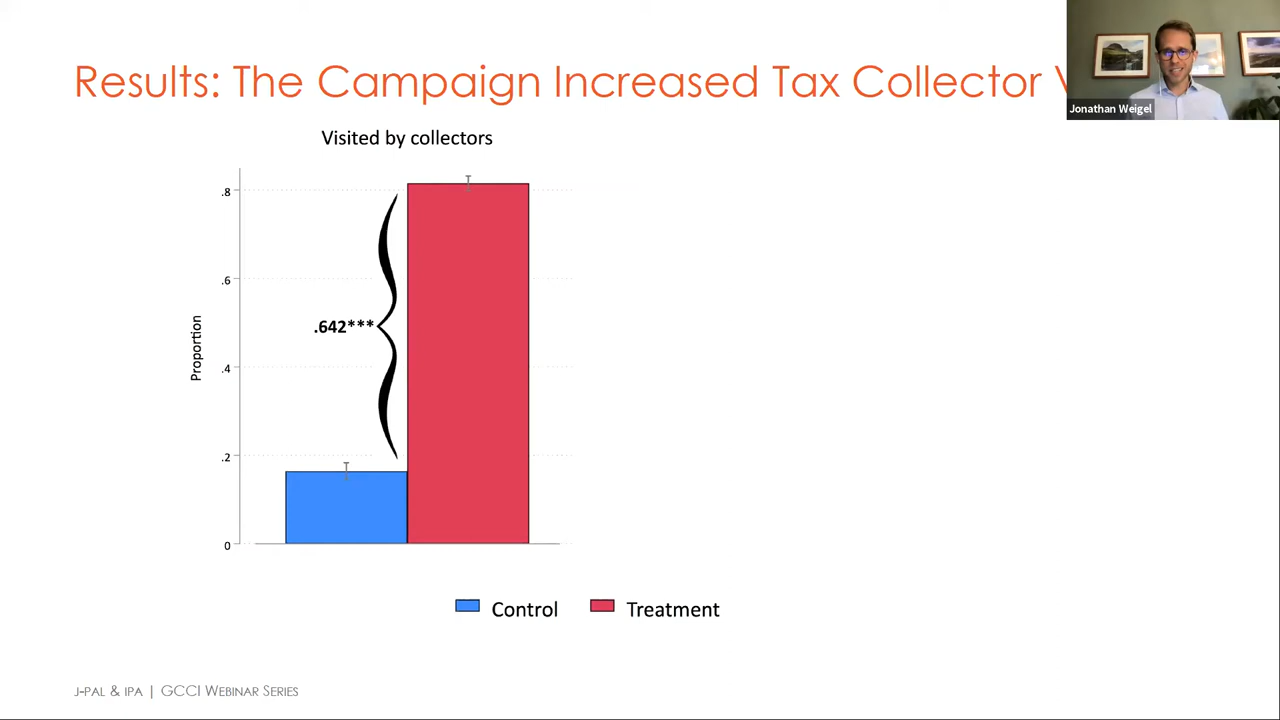 Results: The Campaign Increased Tax Collector V
Jonathan Weigel
Visited by collectors
.8
.6
.642***
Proportion
.4
.2
0
Control
Treatment
J-PAL & IPA | GCCI WEBINAR SERIES